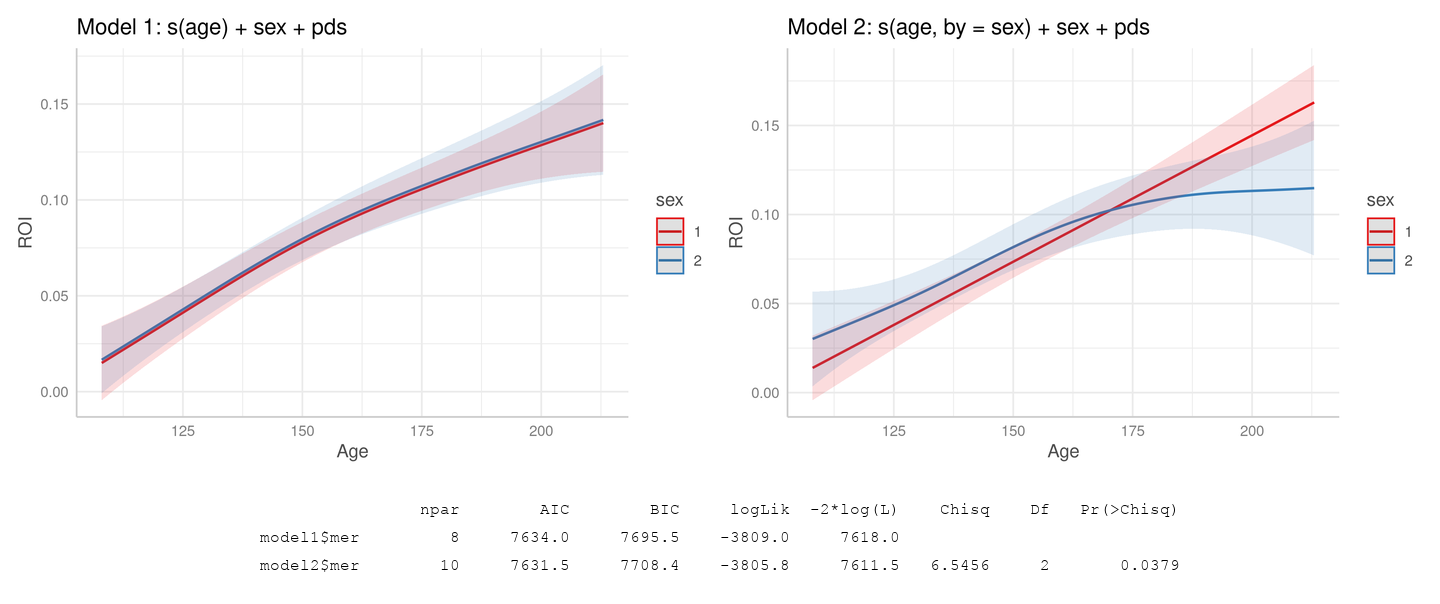 Model 1: s(age) + sex + pds
0.15
0.10
0.05
0.00
ROI
125 150 175 200
Age
sex
1
2
Model 2: s(age, by = sex) + sex + pds
0.15
0.10
0.05
0.00
ROI
125 150 175 200
Age
sex
1
2
npar AIC BIC logLik -2*log(L) Chisq Df Pr(>Chisq)
model1$mer 8 7634.0 7695.5 -3809.0 7618.0
model2$mer 10 7631.5 7708.4 -3805.8 7611.5 6.5456 2 0.0379